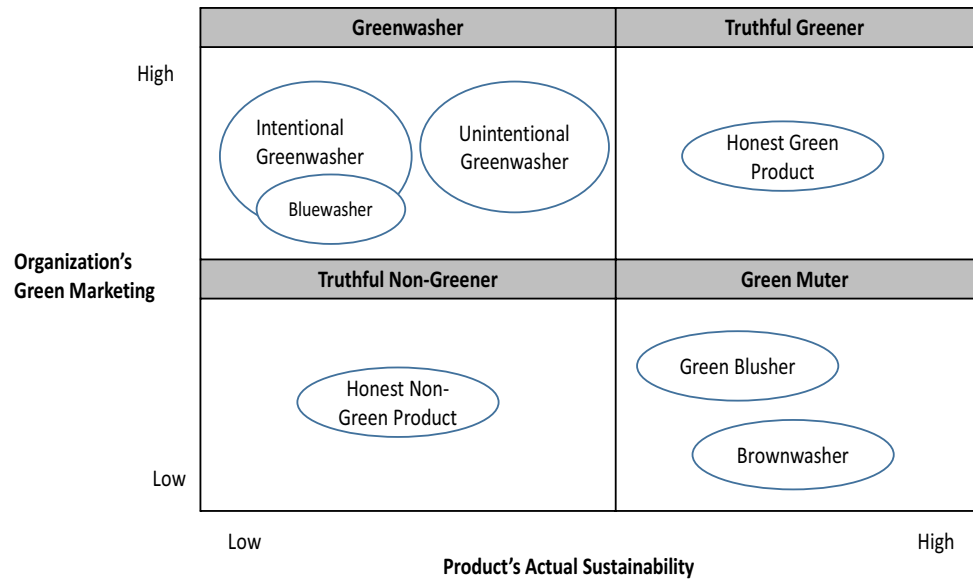 Greenwasher
Truthful Greener
High
Intentional
Greenwasher
Bluewasher
Unintentional
Greenwasher
Honest Green
Product
Organization's
Green Marketing
Truthful Non-Greener
Green Muter
Honest Non-
Green Product
Green Blusher
Brownwasher
Low
Low
High
Product's Actual Sustainability